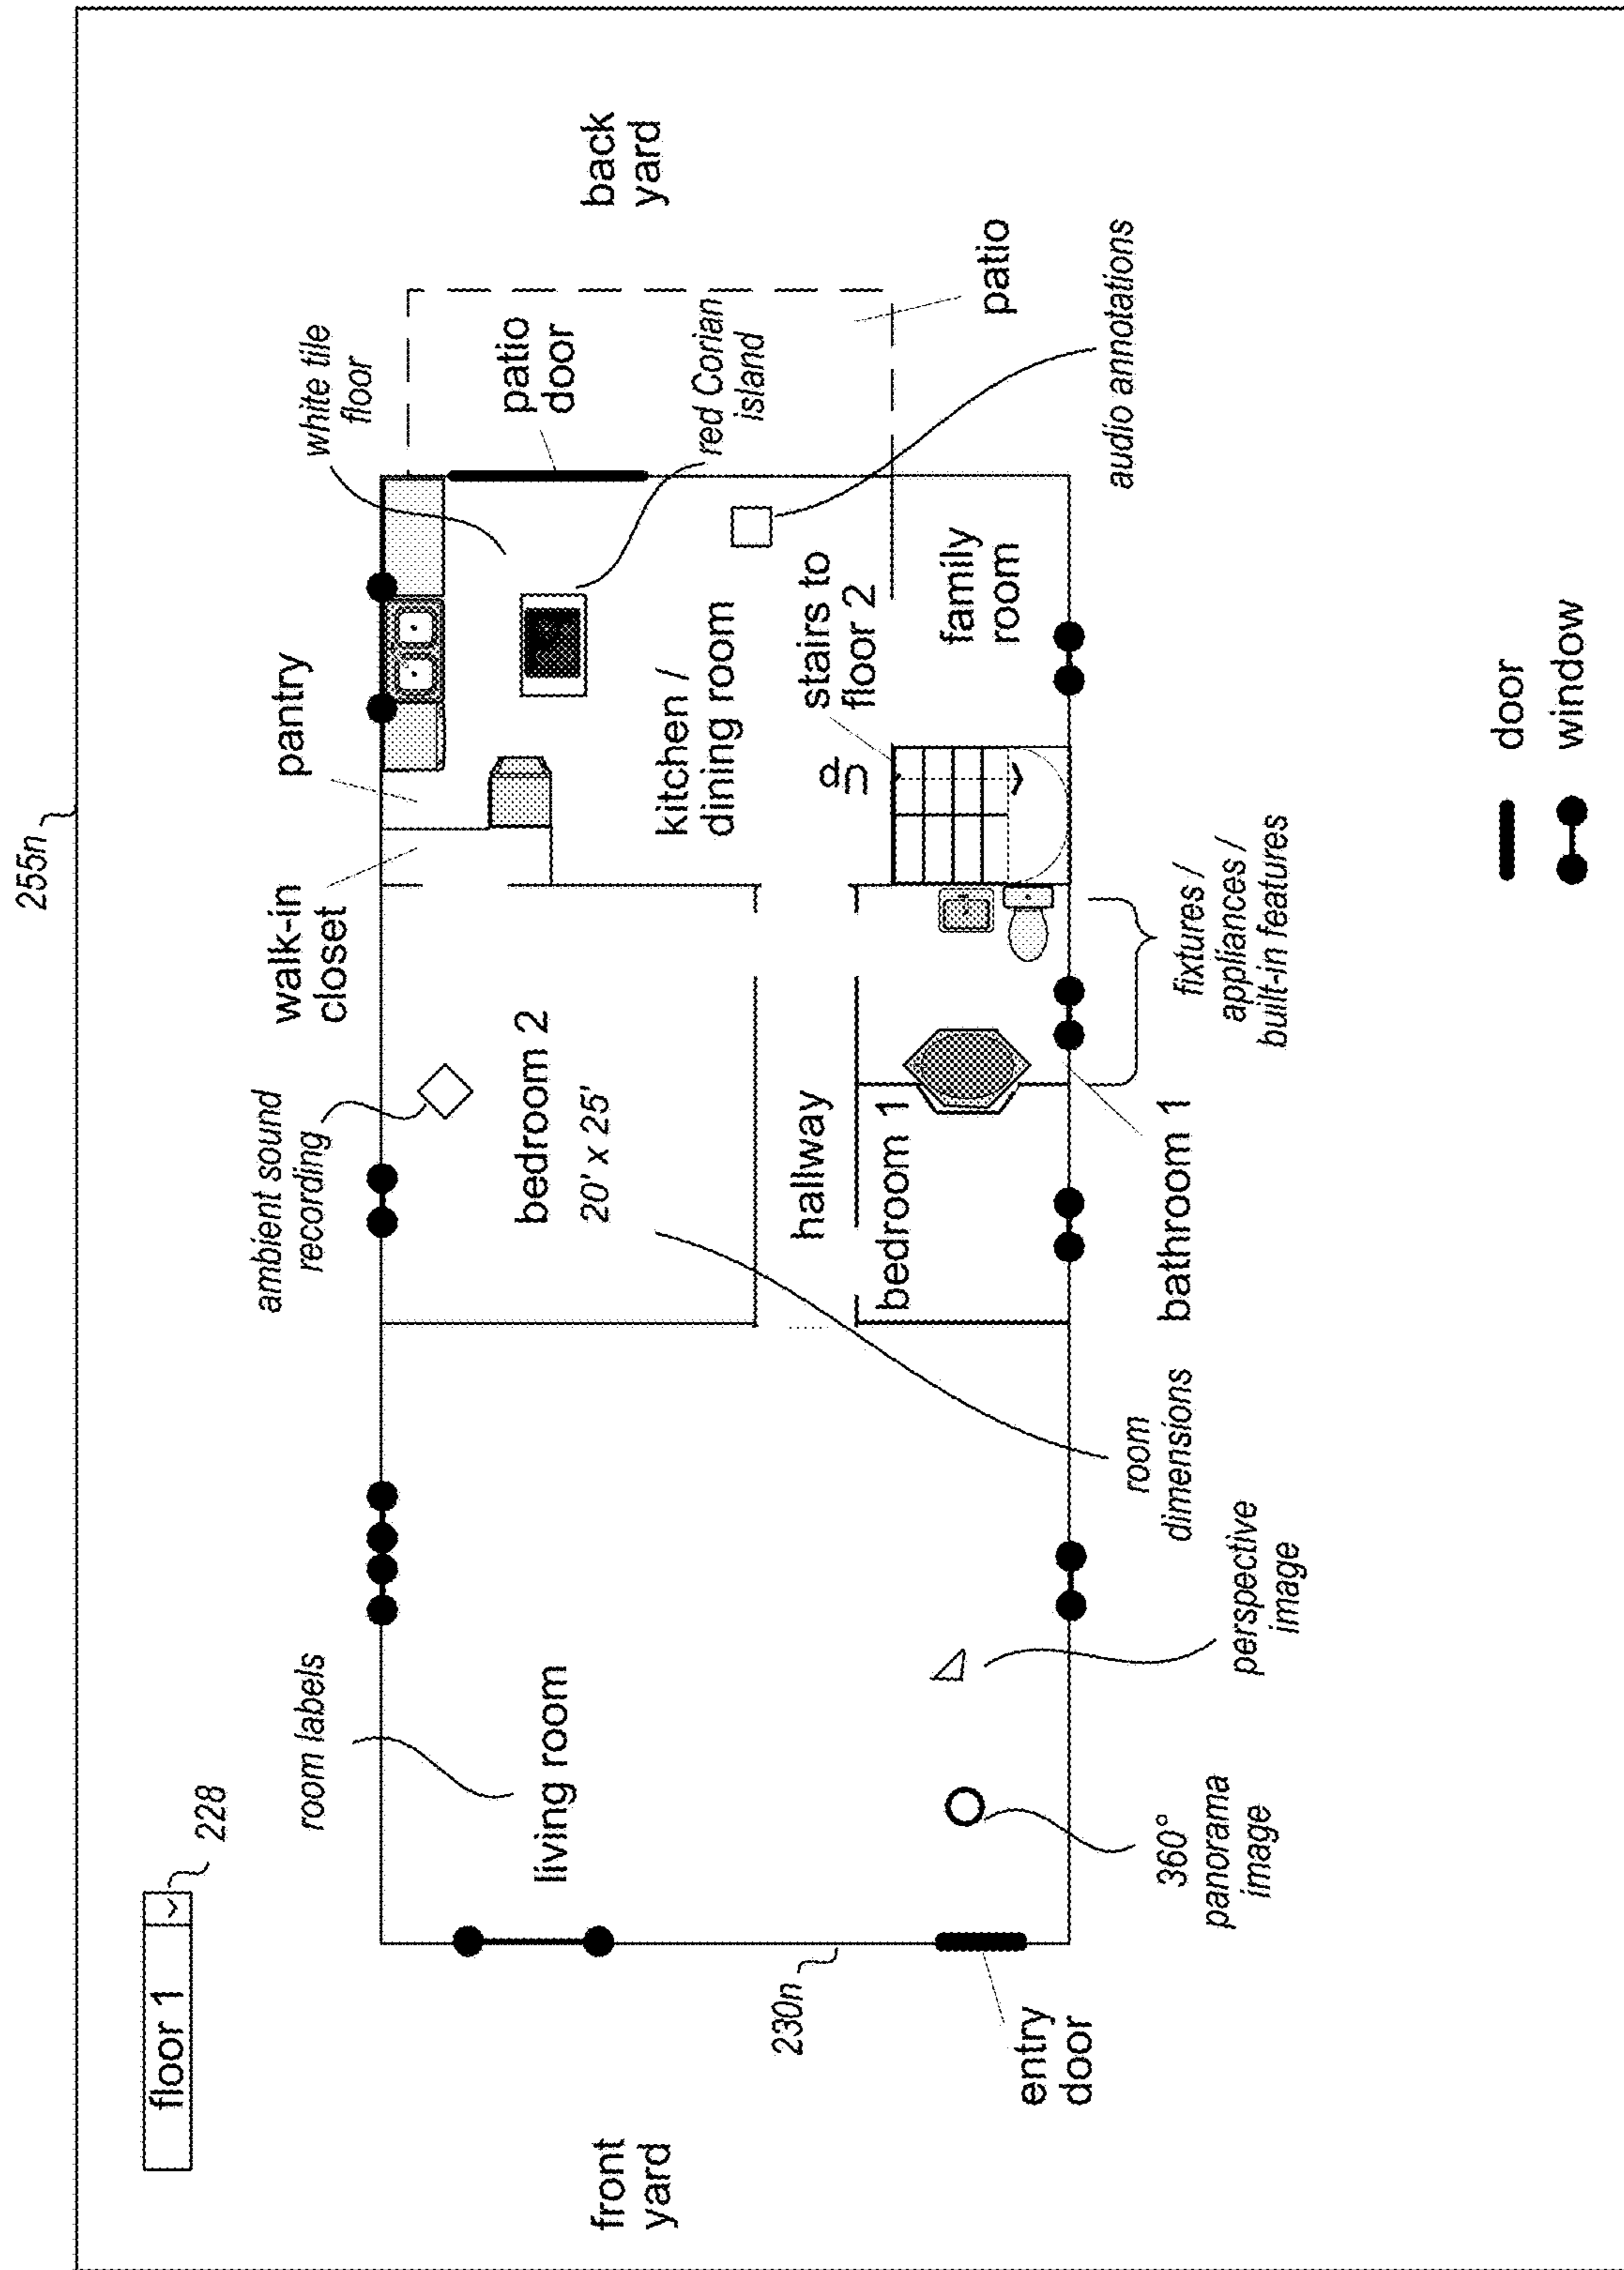 255n
floor 1
228
room labels
ambient sound
recording
walk-in
closet
pantry
white tile
floor
living room
bedroom 2
20' x 25'
kitchen /
dining room
patio
door
red Corian
island
front
yard
back
yard
230n
hallway
up
stairs to
floor 2
bedroom 1
family
room
patio
entry
door
360°
panorama
image
perspective
image
room
dimensions
bathroom 1
fixtures /
appliances /
built-in features
audio annotations
door
window